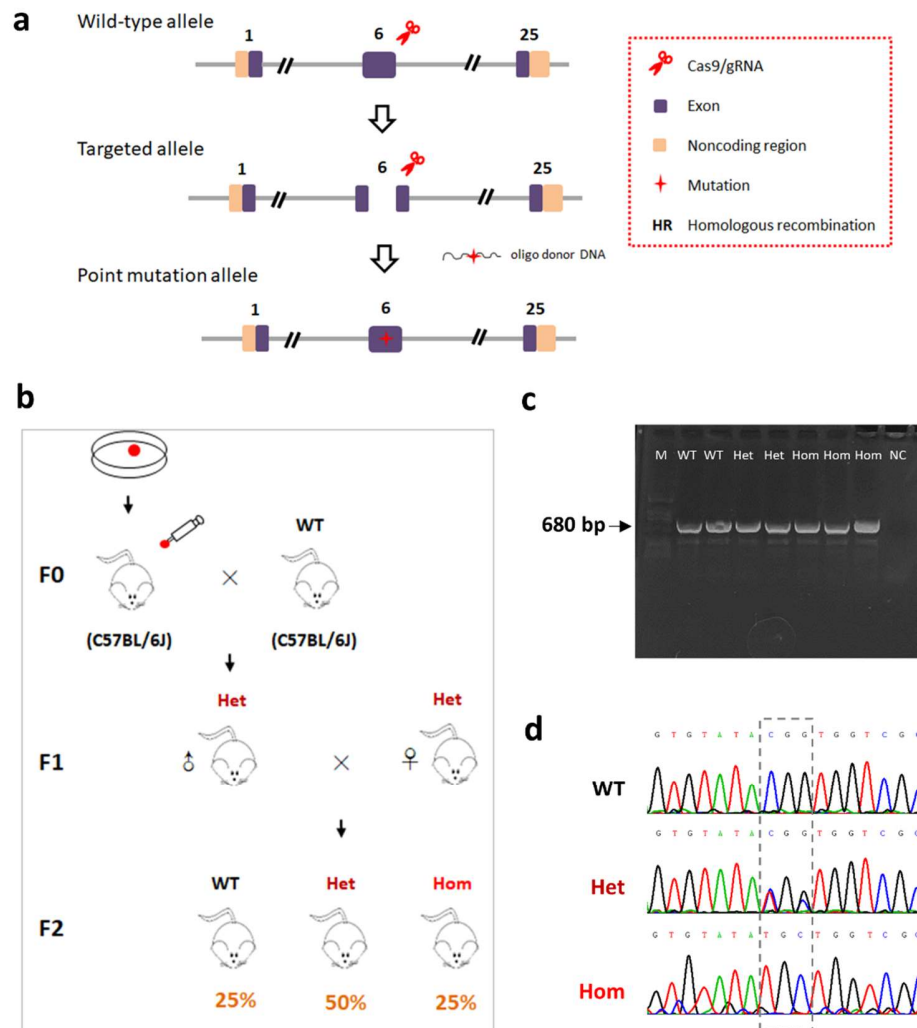 a
Wild-type allele
1 6 25
Targeted allele
1 6 25
oligo donor DNA
Point mutation allele
1 6 25
Cas9/gRNA
Exon
Noncoding region
Mutation
HR Homologous recombination
b
WT
F0
×
(C57BL/6J) (C57BL/6J)
Het Het
F1 ♂ × ♀
WT Het Hom
F2
25% 50% 25%
c
M WT WT Het Het Hom Hom Hom NC
680 bp
d
G T G T A T A C G G T G G T C G C
WT
G T G T A T A C G G T G G T C G C
Het
G T G T A T A T G C T G G T C G C
Hom